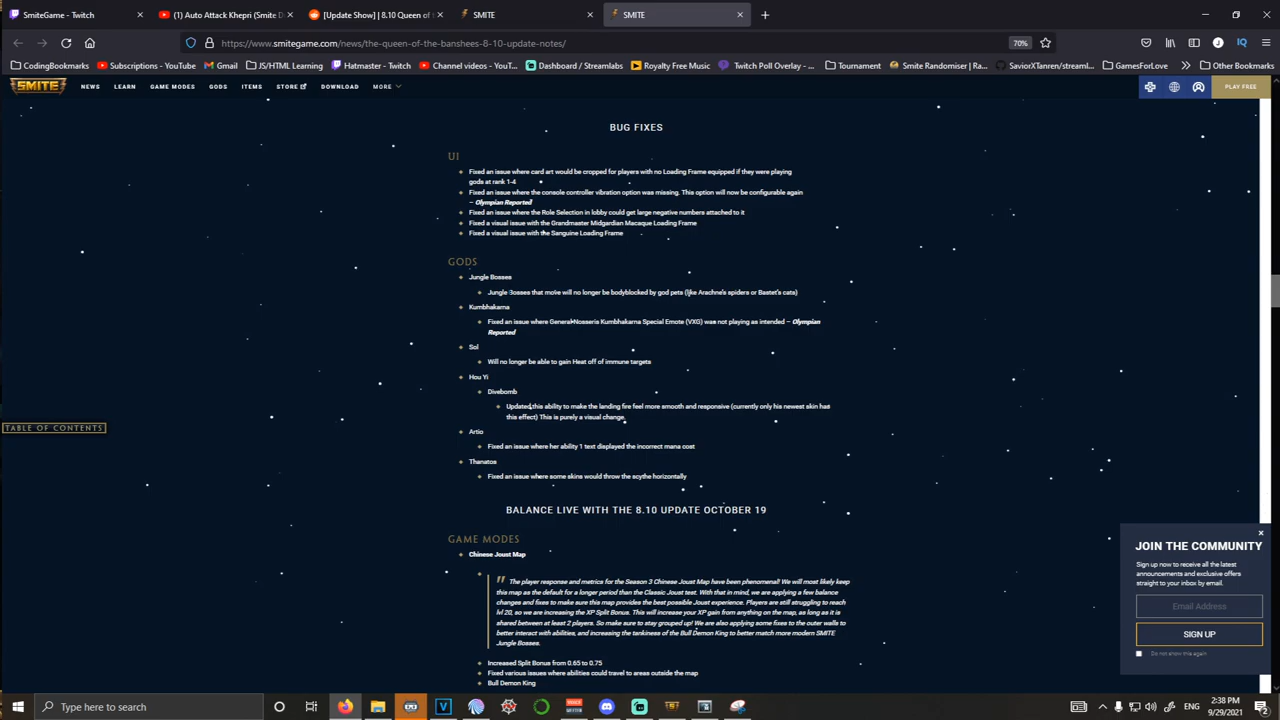 SmiteGame - Twitch
(1) Auto Attack Khepri (Smite D
[Update Show] | 8.10 Queen of
SMITE
SMITE
https://www.smitegame.com/news/the-queen-of-the-banshees-8-10-update-notes/
70%
CodingBookmarks
Subscriptions - YouTube
Gmail
JS/HTML Learning
Hatmaster - Twitch
Channel videos - YouT...
Dashboard / Streamlabs
Royalty Free Music
Twitch Poll Overlay - ...
Tournament
Smite Randomiser | Ra...
SaviorXTanren/streaml...
GamesForLove
Other Bookmarks
SMITE
NEWS
LEARN
GAME MODES
GODS
ITEMS
STORE
DOWNLOAD
MORE
PLAY FREE
BUG FIXES
UI
Fixed an issue where card art would be cropped for players with no Loading Frame equipped if they were playing
gods at rank 1-4
Fixed an issue where the console controller vibration option was missing. This option will now be configurable again
– Olympian Reported
Fixed an issue where the Role Selection in lobby could get large negative numbers attached to it
Fixed a visual issue with the Grandmaster Midgardian Macaque Loading Frame
Fixed a visual issue with the Sanguine Loading Frame
GODS
Jungle Bosses
Jungle Bosses that move will no longer be bodyblocked by god pets (like Arachne's spiders or Bastet's cats)
Kumbhakarna
Fixed an issue where General Nosseris Kumbhakarna Special Emote (VXG) was not playing as intended – Olympian
Reported
Sol
Will no longer be able to gain Heat off of immune targets
Hou Yi
Divebomb
Updated this ability to make the landing fire feel more smooth and responsive (currently only his newest skin has
this effect) This is purely a visual change.
TABLE OF CONTENTS
Artio
Fixed an issue where her ability 1 text displayed the incorrect mana cost
Thanatos
Fixed an issue where some skins would throw the scythe horizontally
BALANCE LIVE WITH THE 8.10 UPDATE OCTOBER 19
GAME MODES
Chinese Joust Map
" The player response and metrics for the Season 3 Chinese Joust Map have been phenomenal! We will most likely keep
this map as the default for a longer period than the Classic Joust test. With that in mind, we are applying a few balance
changes and fixes to make sure this map provides the best possible Joust experience. Players are still struggling to reach
lvl 20, so we are increasing the XP Split Bonus. This will increase your XP gain from anything on the map, as long as it is
shared between at least 2 players. So make sure to stay grouped up! We are also applying some fixes to the outer walls to
better interact with abilities, and increasing the tankiness of the Bull Demon King to better match more modern SMITE
Jungle Bosses.
Increased Split Bonus from 0.65 to 0.75
Fixed various issues where abilities could travel to areas outside the map
Bull Demon King
JOIN THE COMMUNITY
Sign up now to receive all the latest
announcements and exclusive offers
straight to your inbox by email.
Email Address
SIGN UP
Do not show this again
Type here to search
ENG
2:38 PM
9/29/2021
2